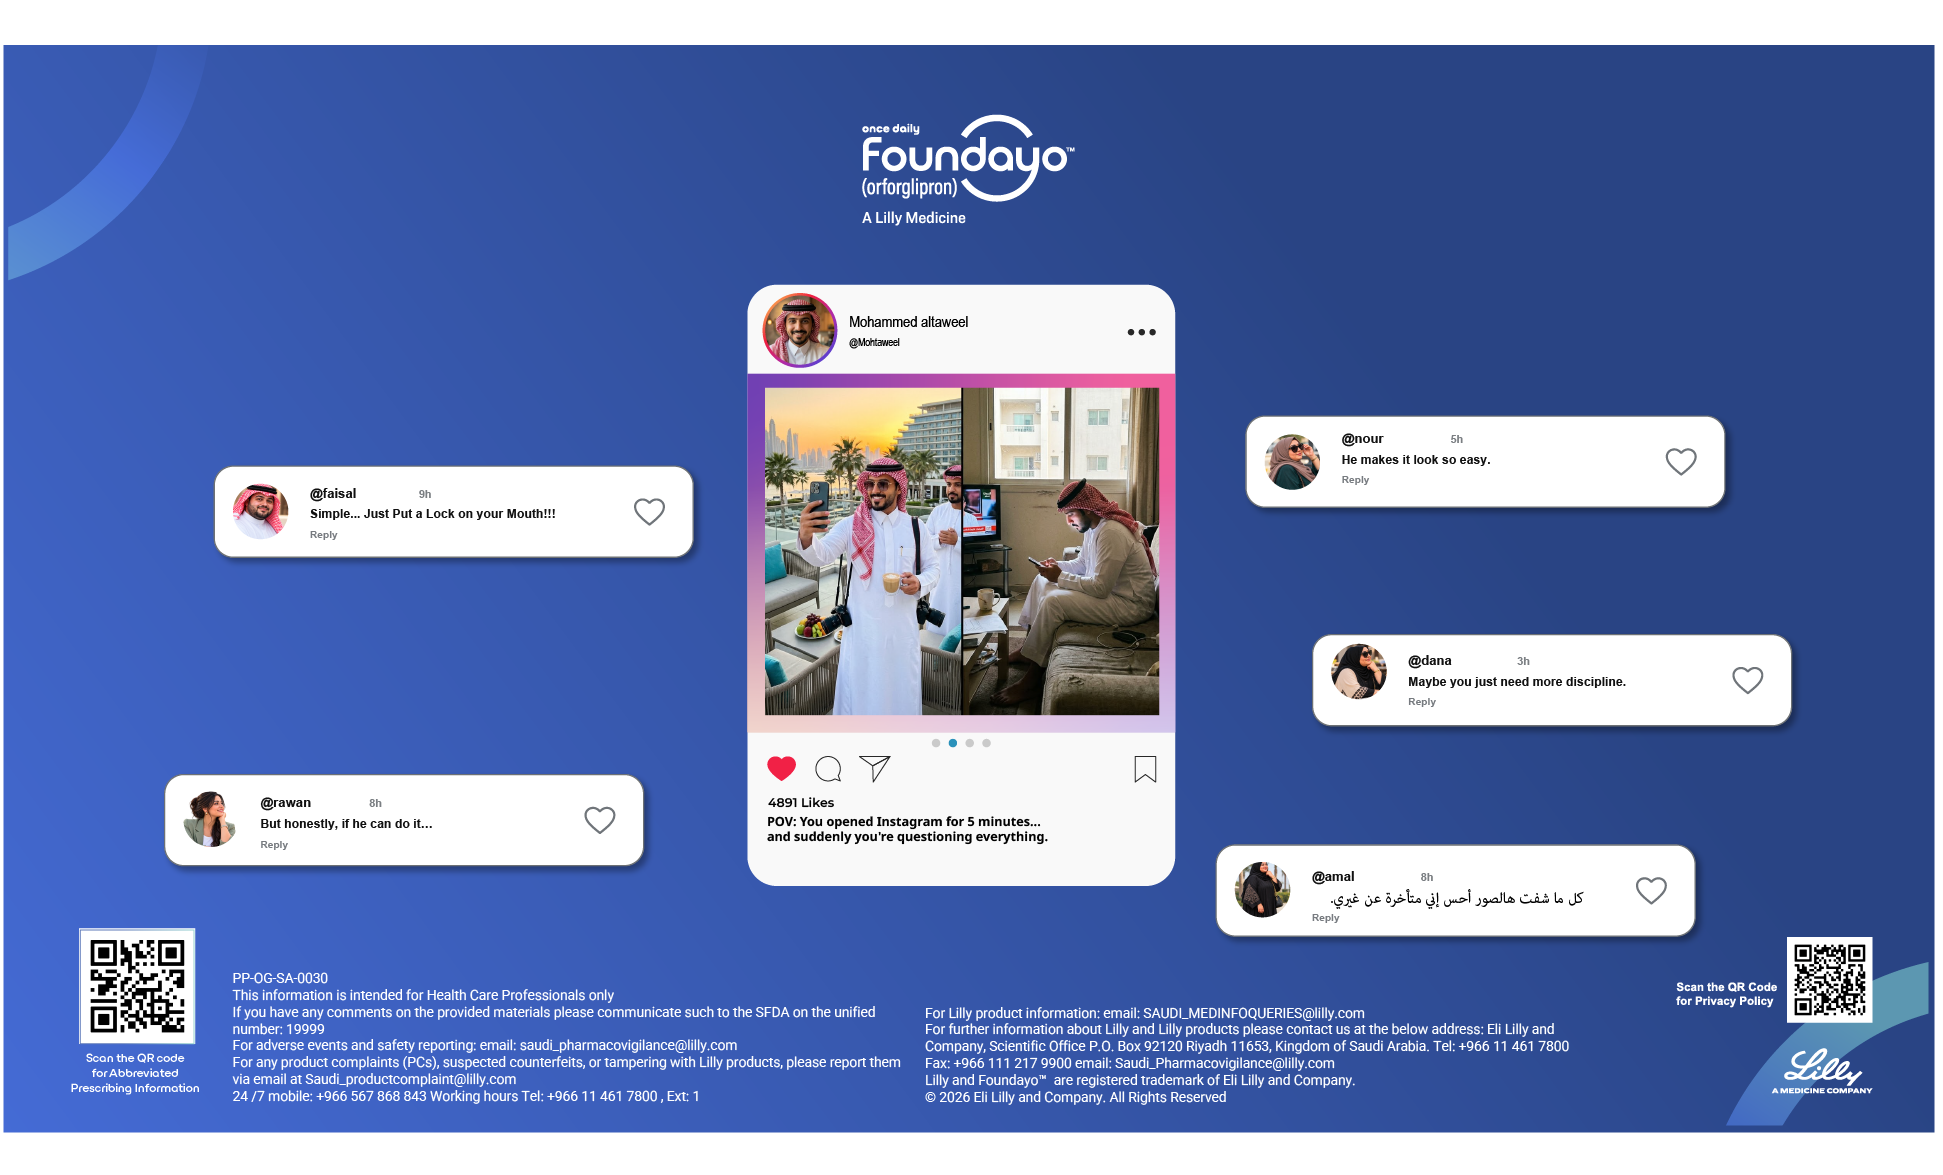 once daily
Foundayo™
(orforglipron)
A Lilly Medicine
Mohammed altaweel
@Mohtaweel
4891 Likes
POV: You opened Instagram for 5 minutes...
and suddenly you're questioning everything.
@faisal 9h
Simple... Just Put a Lock on your Mouth!!!
Reply
@rawan 8h
But honestly, if he can do it...
Reply
@nour 5h
He makes it look so easy.
Reply
@dana 3h
Maybe you just need more discipline.
Reply
@amal 8h
كل ما شفت هالصور أحس إني متأخرة عن غيري.
Reply
Scan the QR code
for Abbreviated
Prescribing Information
PP-OG-SA-0030
This information is intended for Health Care Professionals only
If you have any comments on the provided materials please communicate such to the SFDA on the unified
number: 19999
For adverse events and safety reporting: email: saudi_pharmacovigilance@lilly.com
For any product complaints (PCs), suspected counterfeits, or tampering with Lilly products, please report them
via email at Saudi_productcomplaint@lilly.com
24 /7 mobile: +966 567 868 843 Working hours Tel: +966 11 461 7800 , Ext: 1
For Lilly product information: email: SAUDI_MEDINFOQUERIES@lilly.com
For further information about Lilly and Lilly products please contact us at the below address: Eli Lilly and
Company, Scientific Office P.O. Box 92120 Riyadh 11653, Kingdom of Saudi Arabia. Tel: +966 11 461 7800
Fax: +966 111 217 9900 email: Saudi_Pharmacovigilance@lilly.com
Lilly and Foundayo™ are registered trademark of Eli Lilly and Company.
© 2026 Eli Lilly and Company. All Rights Reserved
Scan the QR Code
for Privacy Policy
Lilly
A MEDICINE COMPANY